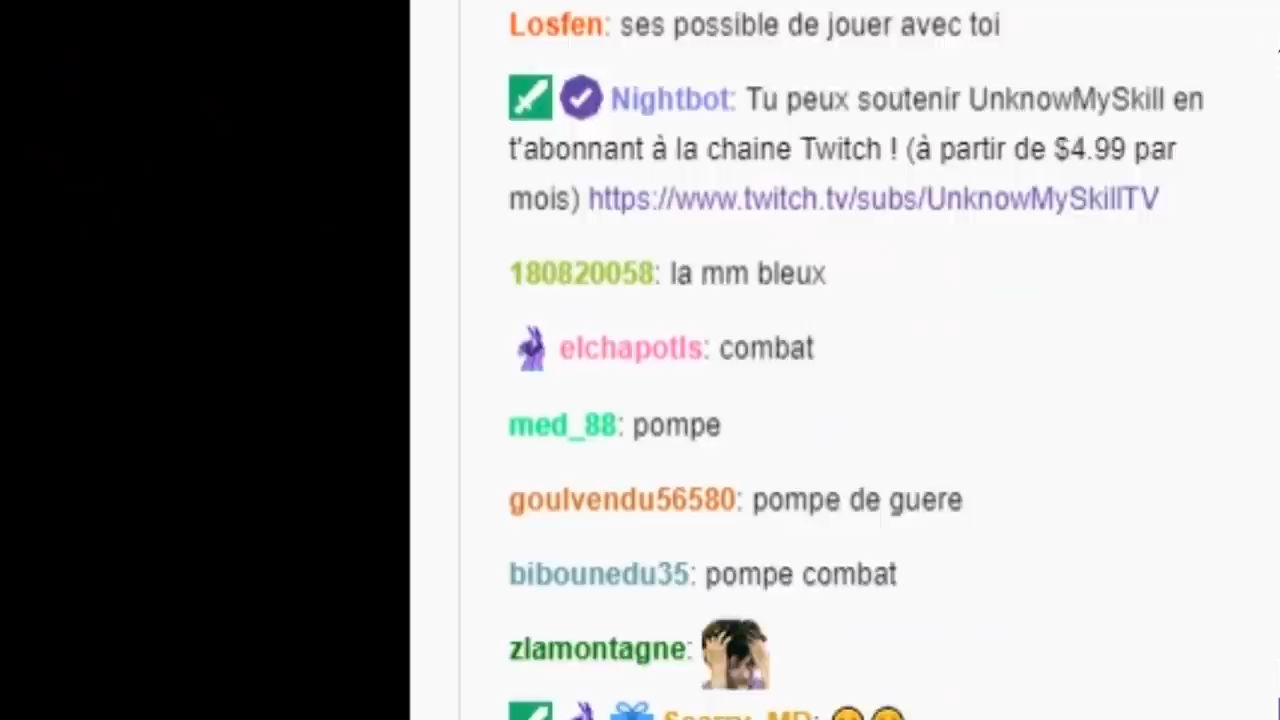 Losfen: ses possible de jouer avec toi
Nightbot: Tu peux soutenir UnknowMySkill en
t'abonnant à la chaine Twitch ! (à partir de $4.99 par
mois) https://www.twitch.tv/subs/UnknowMySkillTV
180820058: la mm bleux
elchapotls: combat
med_88: pompe
goulvendu56580: pompe de guere
bibounedu35: pompe combat
zlamontagne: